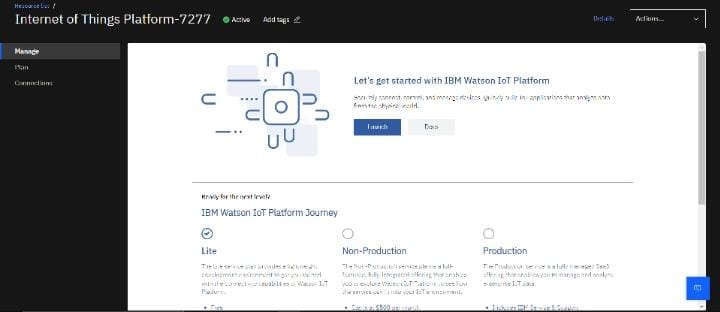 Resource list /
Internet of Things Platform-7277
Active
Add tags
Details
Actions...
Manage
Plan
Connections
Let's get started with IBM Watson IoT Platform
Securely connect, control, and manage devices. Quickly build IoT applications that analyze data
from the physical world.
Launch
Docs
Ready for the next level?
IBM Watson IoT Platform Journey
Lite
Non-Production
Production
The Lite service plan provides a lightweight
development environment to get you started
with the connectivity capabilities of Watson IoT
Platform.
The Non-Production service plan is a full-
featured, fully integrated offering that enables
you to explore Watson IoT Platform to see how
the service can fit into your IoT environment.
The Production service is a fully managed SaaS
offering that enables you to manage and analyze
enterprise IoT data.
Free
$500 per month
Includes IBM Service & Support